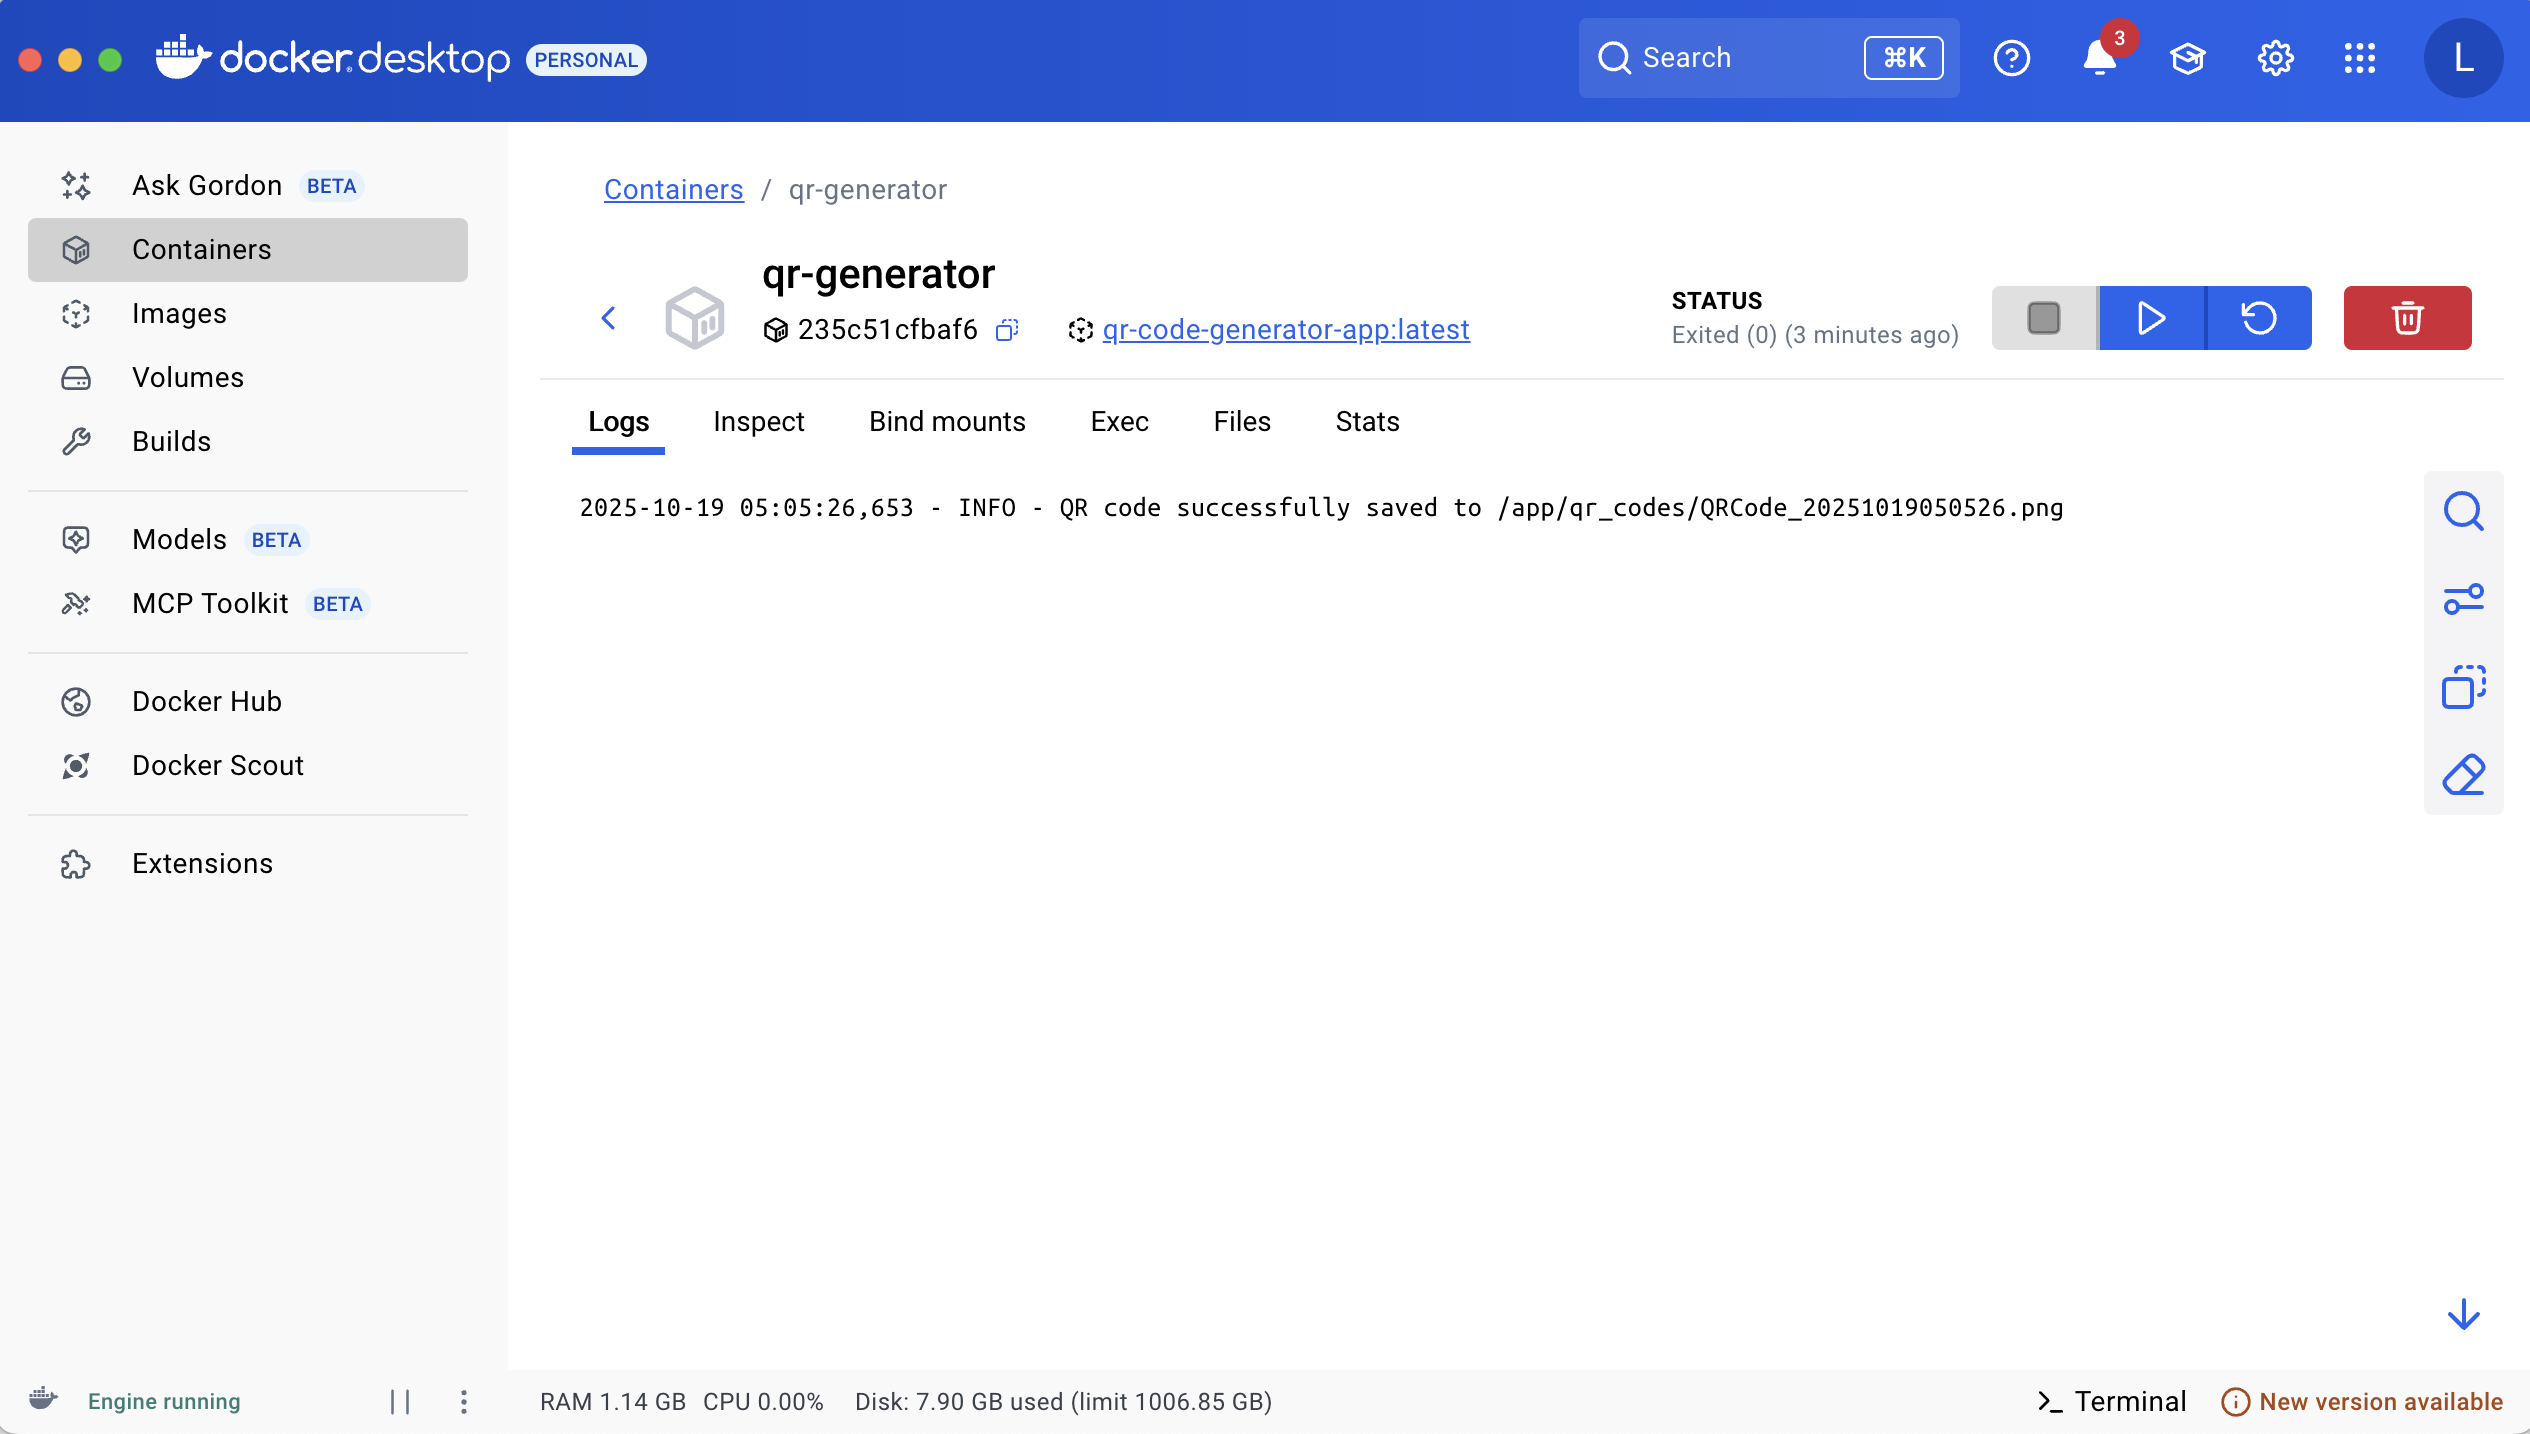 docker desktop PERSONAL
Search ⌘K
3
L
Ask Gordon BETA
Containers
Images
Volumes
Builds
Models BETA
MCP Toolkit BETA
Docker Hub
Docker Scout
Extensions
Containers / qr-generator
qr-generator
235c51cfbaf6 qr-code-generator-app:latest
STATUS
Exited (0) (3 minutes ago)
Logs Inspect Bind mounts Exec Files Stats
2025-10-19 05:05:26,653 - INFO - QR code successfully saved to /app/qr_codes/QRCode_20251019050526.png
Engine running
RAM 1.14 GB CPU 0.00% Disk: 7.90 GB used (limit 1006.85 GB)
Terminal
New version available